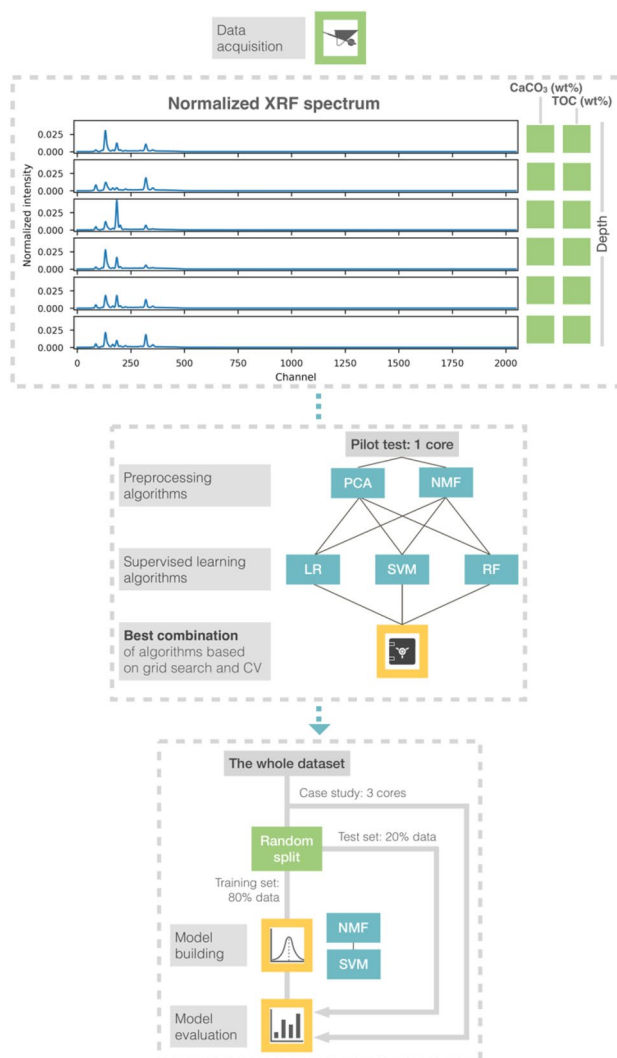 Data
acquisition
Normalized XRF spectrum
CaCO₃ (wt%)
TOC (wt%)
Normalized intensity
0.025
0.000
0.025
0.000
0.025
0.000
0.025
0.000
0.025
0.000
0.025
0.000
0 250 500 750 1000 1250 1500 1750 2000
Channel
Depth
Pilot test: 1 core
Preprocessing
algorithms
PCA NMF
Supervised learning
algorithms
LR SVM RF
Best combination
of algorithms based
on grid search and CV
The whole dataset
Case study: 3 cores
Random
split
Test set: 20% data
Training set:
80% data
Model
building
NMF
SVM
Model
evaluation